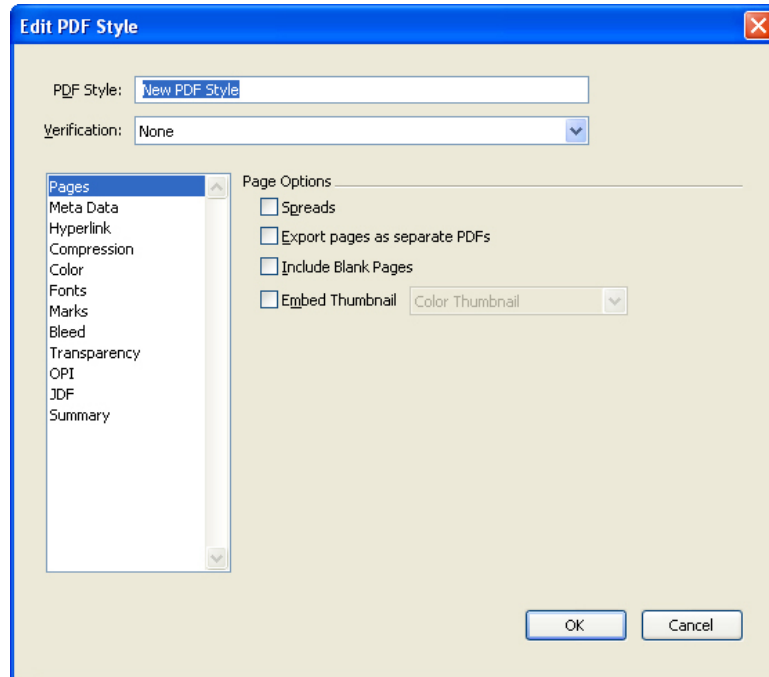 Edit PDF Style
PDF Style: New PDF Style
Verification: None
Pages
Meta Data
Hyperlink
Compression
Color
Fonts
Marks
Bleed
Transparency
OPI
JDF
Summary
Page Options
Spreads
Export pages as separate PDFs
Include Blank Pages
Embed Thumbnail Color Thumbnail
OK Cancel